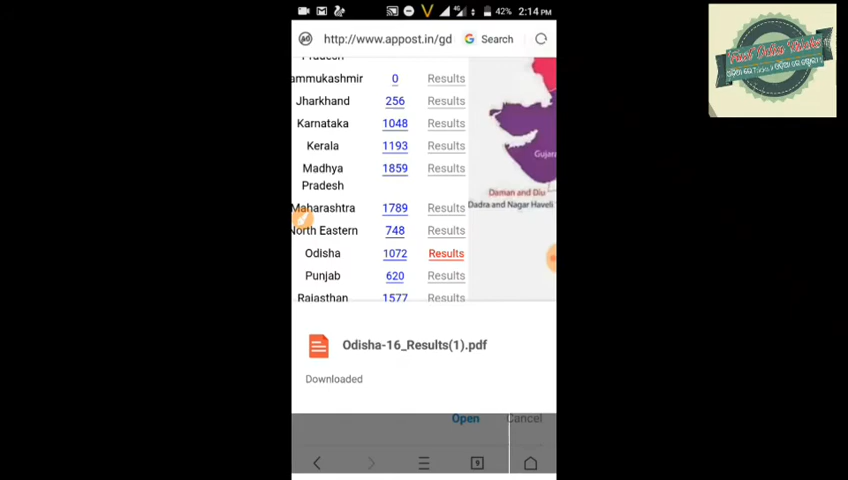 42% 2:14 PM
http://www.appost.in/gd Search
Pradesh
ammukashmir 0 Results
Jharkhand 256 Results
Karnataka 1048 Results
Kerala 1193 Results
Madhya Pradesh 1859 Results
Maharashtra 1789 Results
North Eastern 748 Results
Odisha 1072 Results
Punjab 620 Results
Rajasthan 1577 Results
Gujara
Daman and Diu
Dadra and Nagar Haveli
Odisha-16_Results(1).pdf
Downloaded
Open Cancel
9